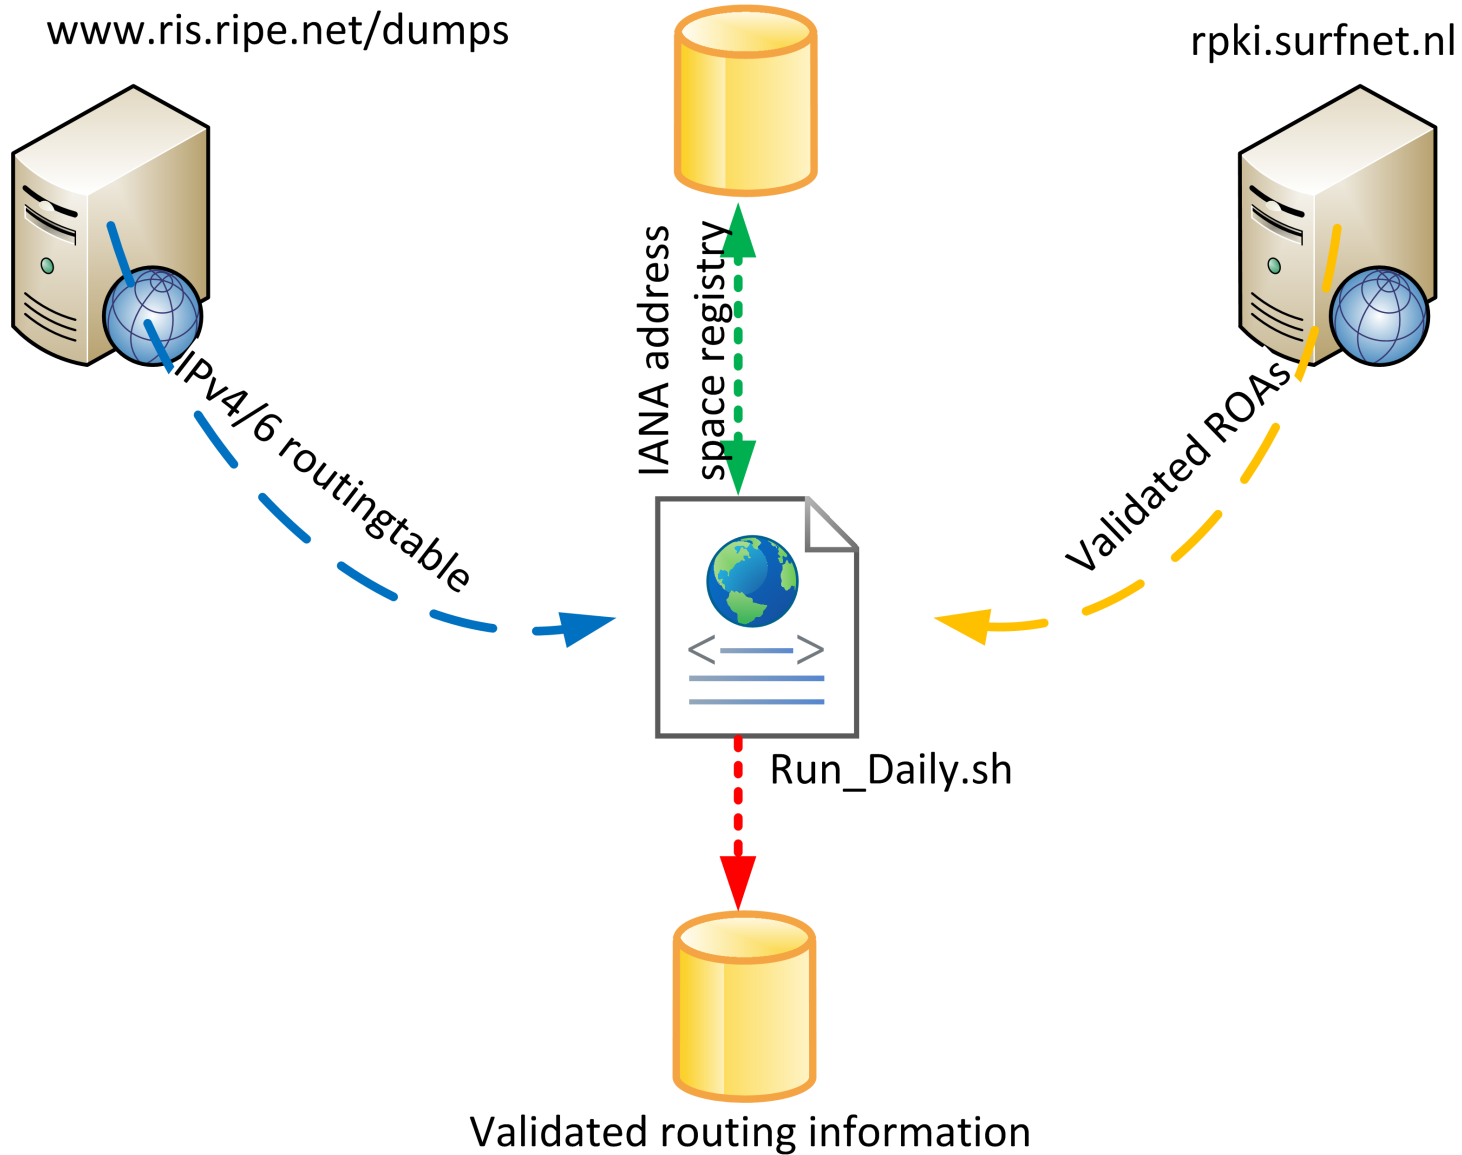 www.ris.ripe.net/dumps
rpki.surfnet.nl
IANA address
space registry
IPv4/6 routingtable
Validated ROAs
Run_Daily.sh
Validated routing information